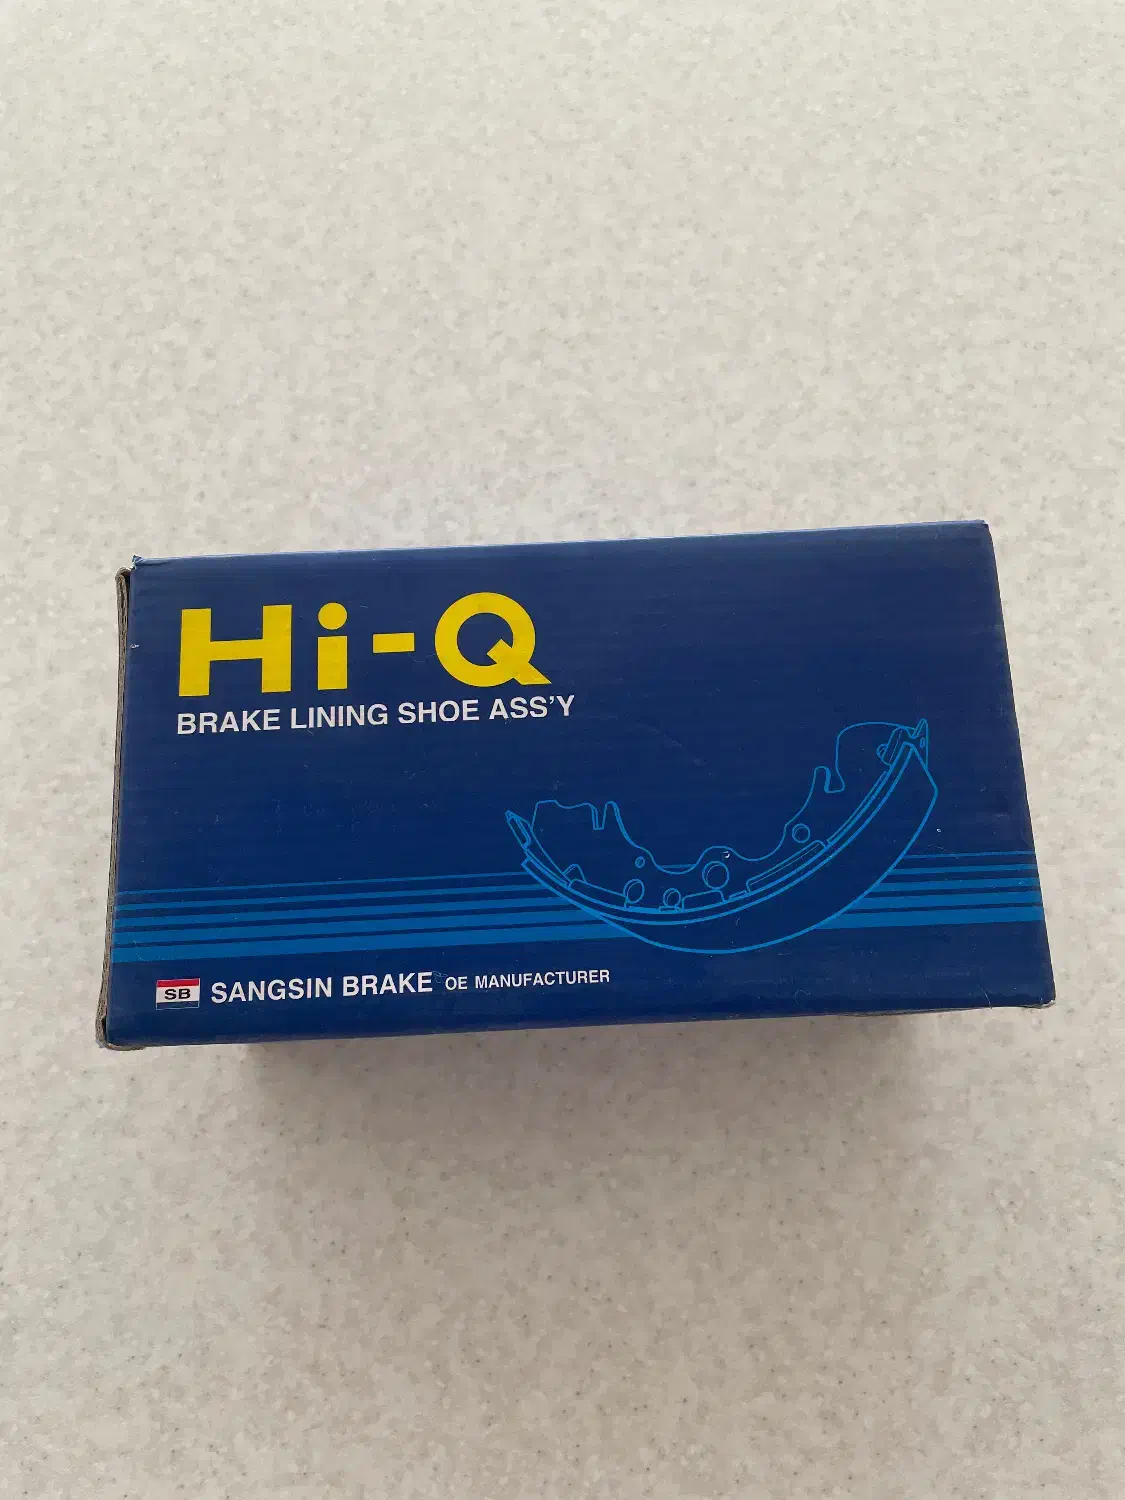 Hi-Q
BRAKE LINING SHOE ASS'Y
SB SANGSIN BRAKE OE MANUFACTURER